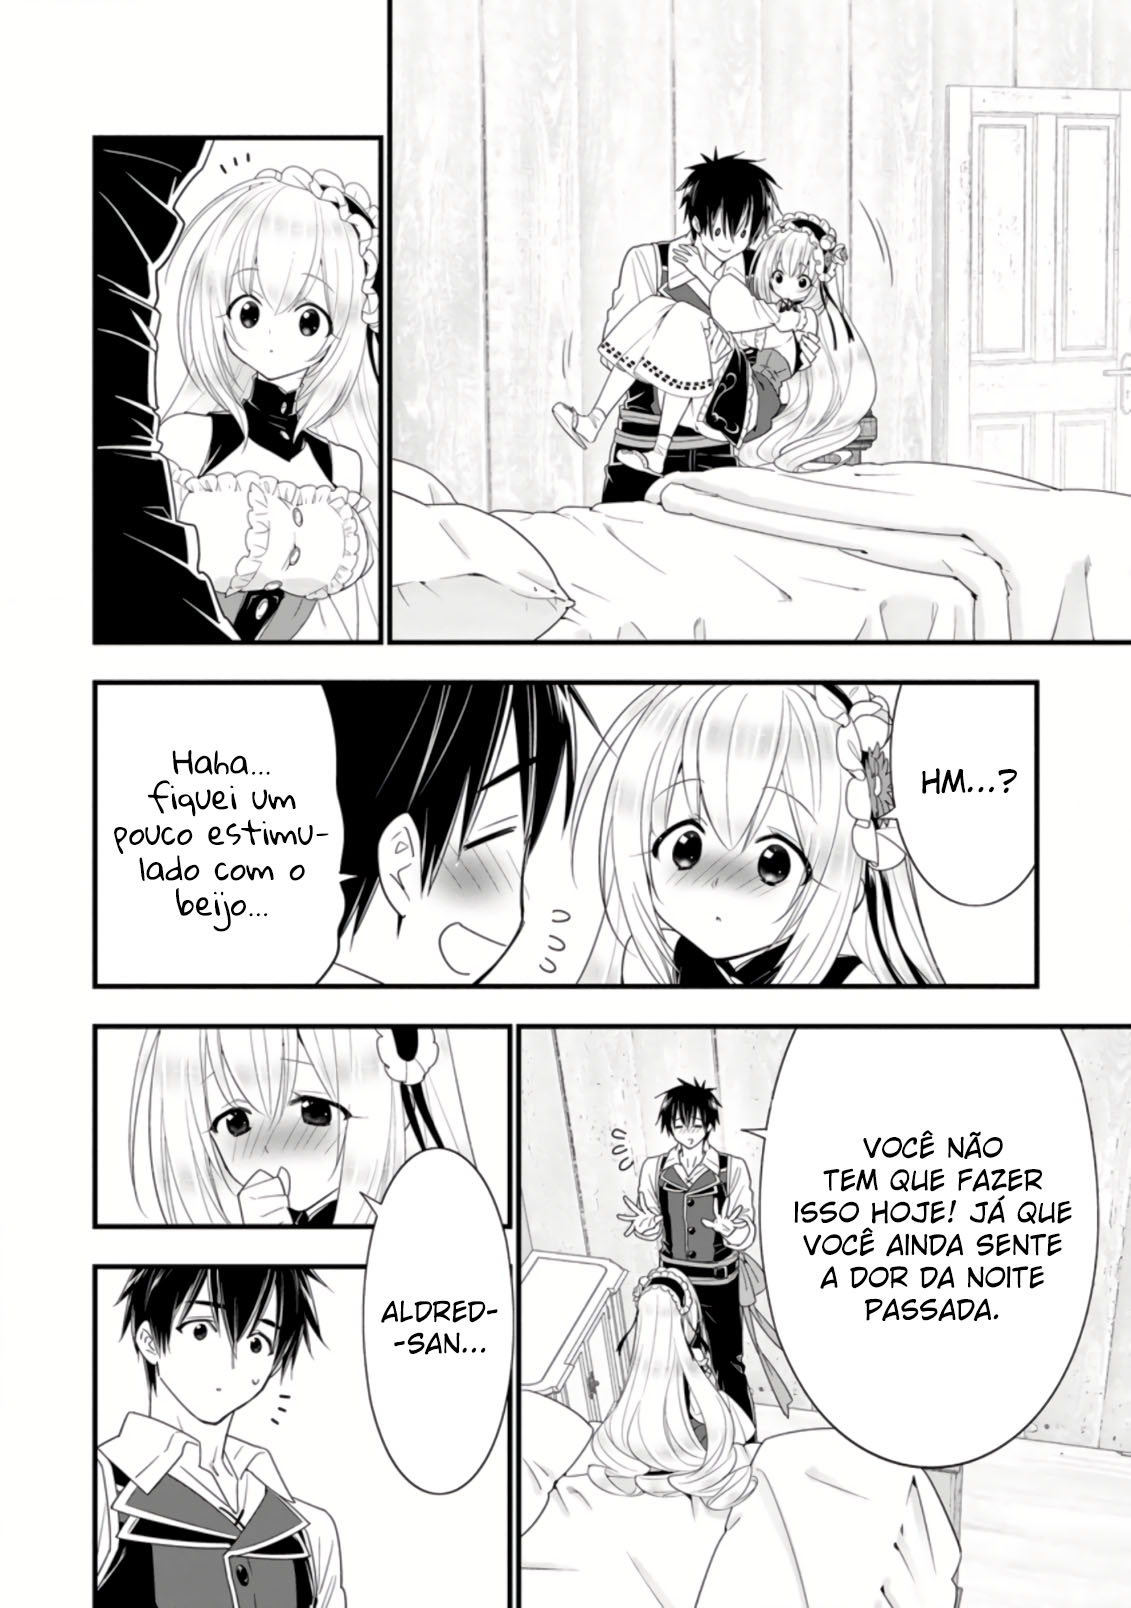 HM...?
Haha...
fiquei um
pouco estimu-
lado com o
beijo...
VOCÊ NÃO
TEM QUE FAZER
ISSO HOJE! JÁ QUE
VOCÊ AINDA SENTE
A DOR DA NOITE
PASSADA.
ALDRED-
-SAN...